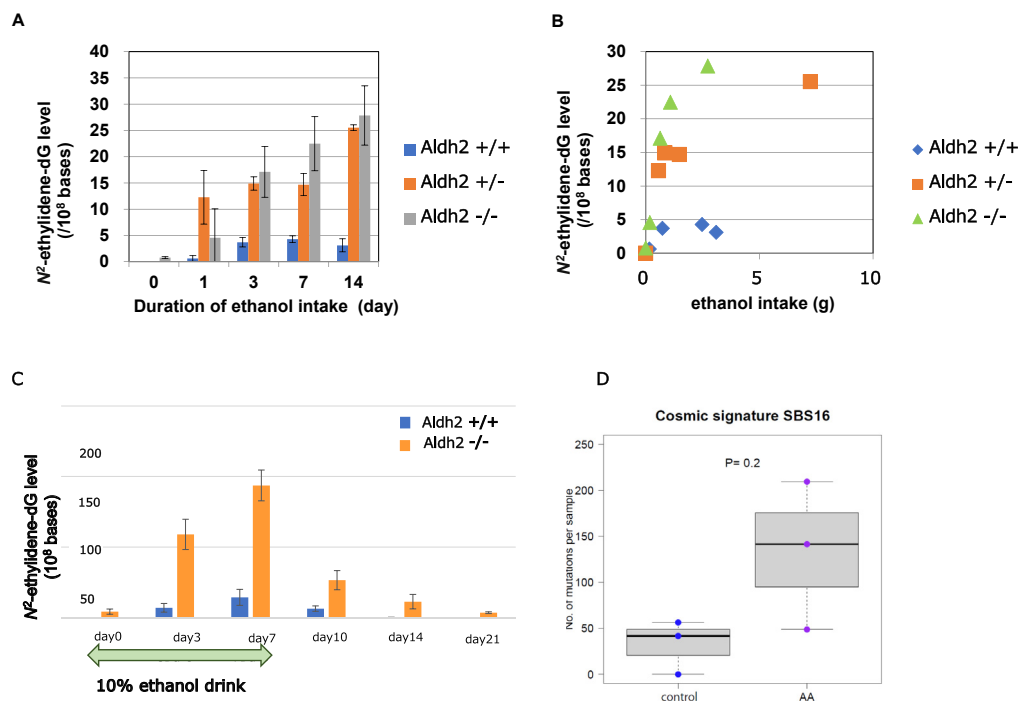 A
40
35
30
25
20
15
10
5
0
N²-ethylidene-dG level
(/10⁸ bases)
0 1 3 7 14
Duration of ethanol intake (day)
Aldh2 +/+
Aldh2 +/-
Aldh2 -/-
B
30
25
20
15
10
5
0
N²-ethylidene-dG level
(/10⁸ bases)
0 5 10
ethanol intake (g)
Aldh2 +/+
Aldh2 +/-
Aldh2 -/-
C
Aldh2 +/+
Aldh2 -/-
200
150
100
50
N²-ethylidene-dG level
(10⁸ bases)
day0 day3 day7 day10 day14 day21
10% ethanol drink
D
Cosmic signature SBS16
P= 0.2
250
200
150
100
50
0
No. of mutations per sample
control AA